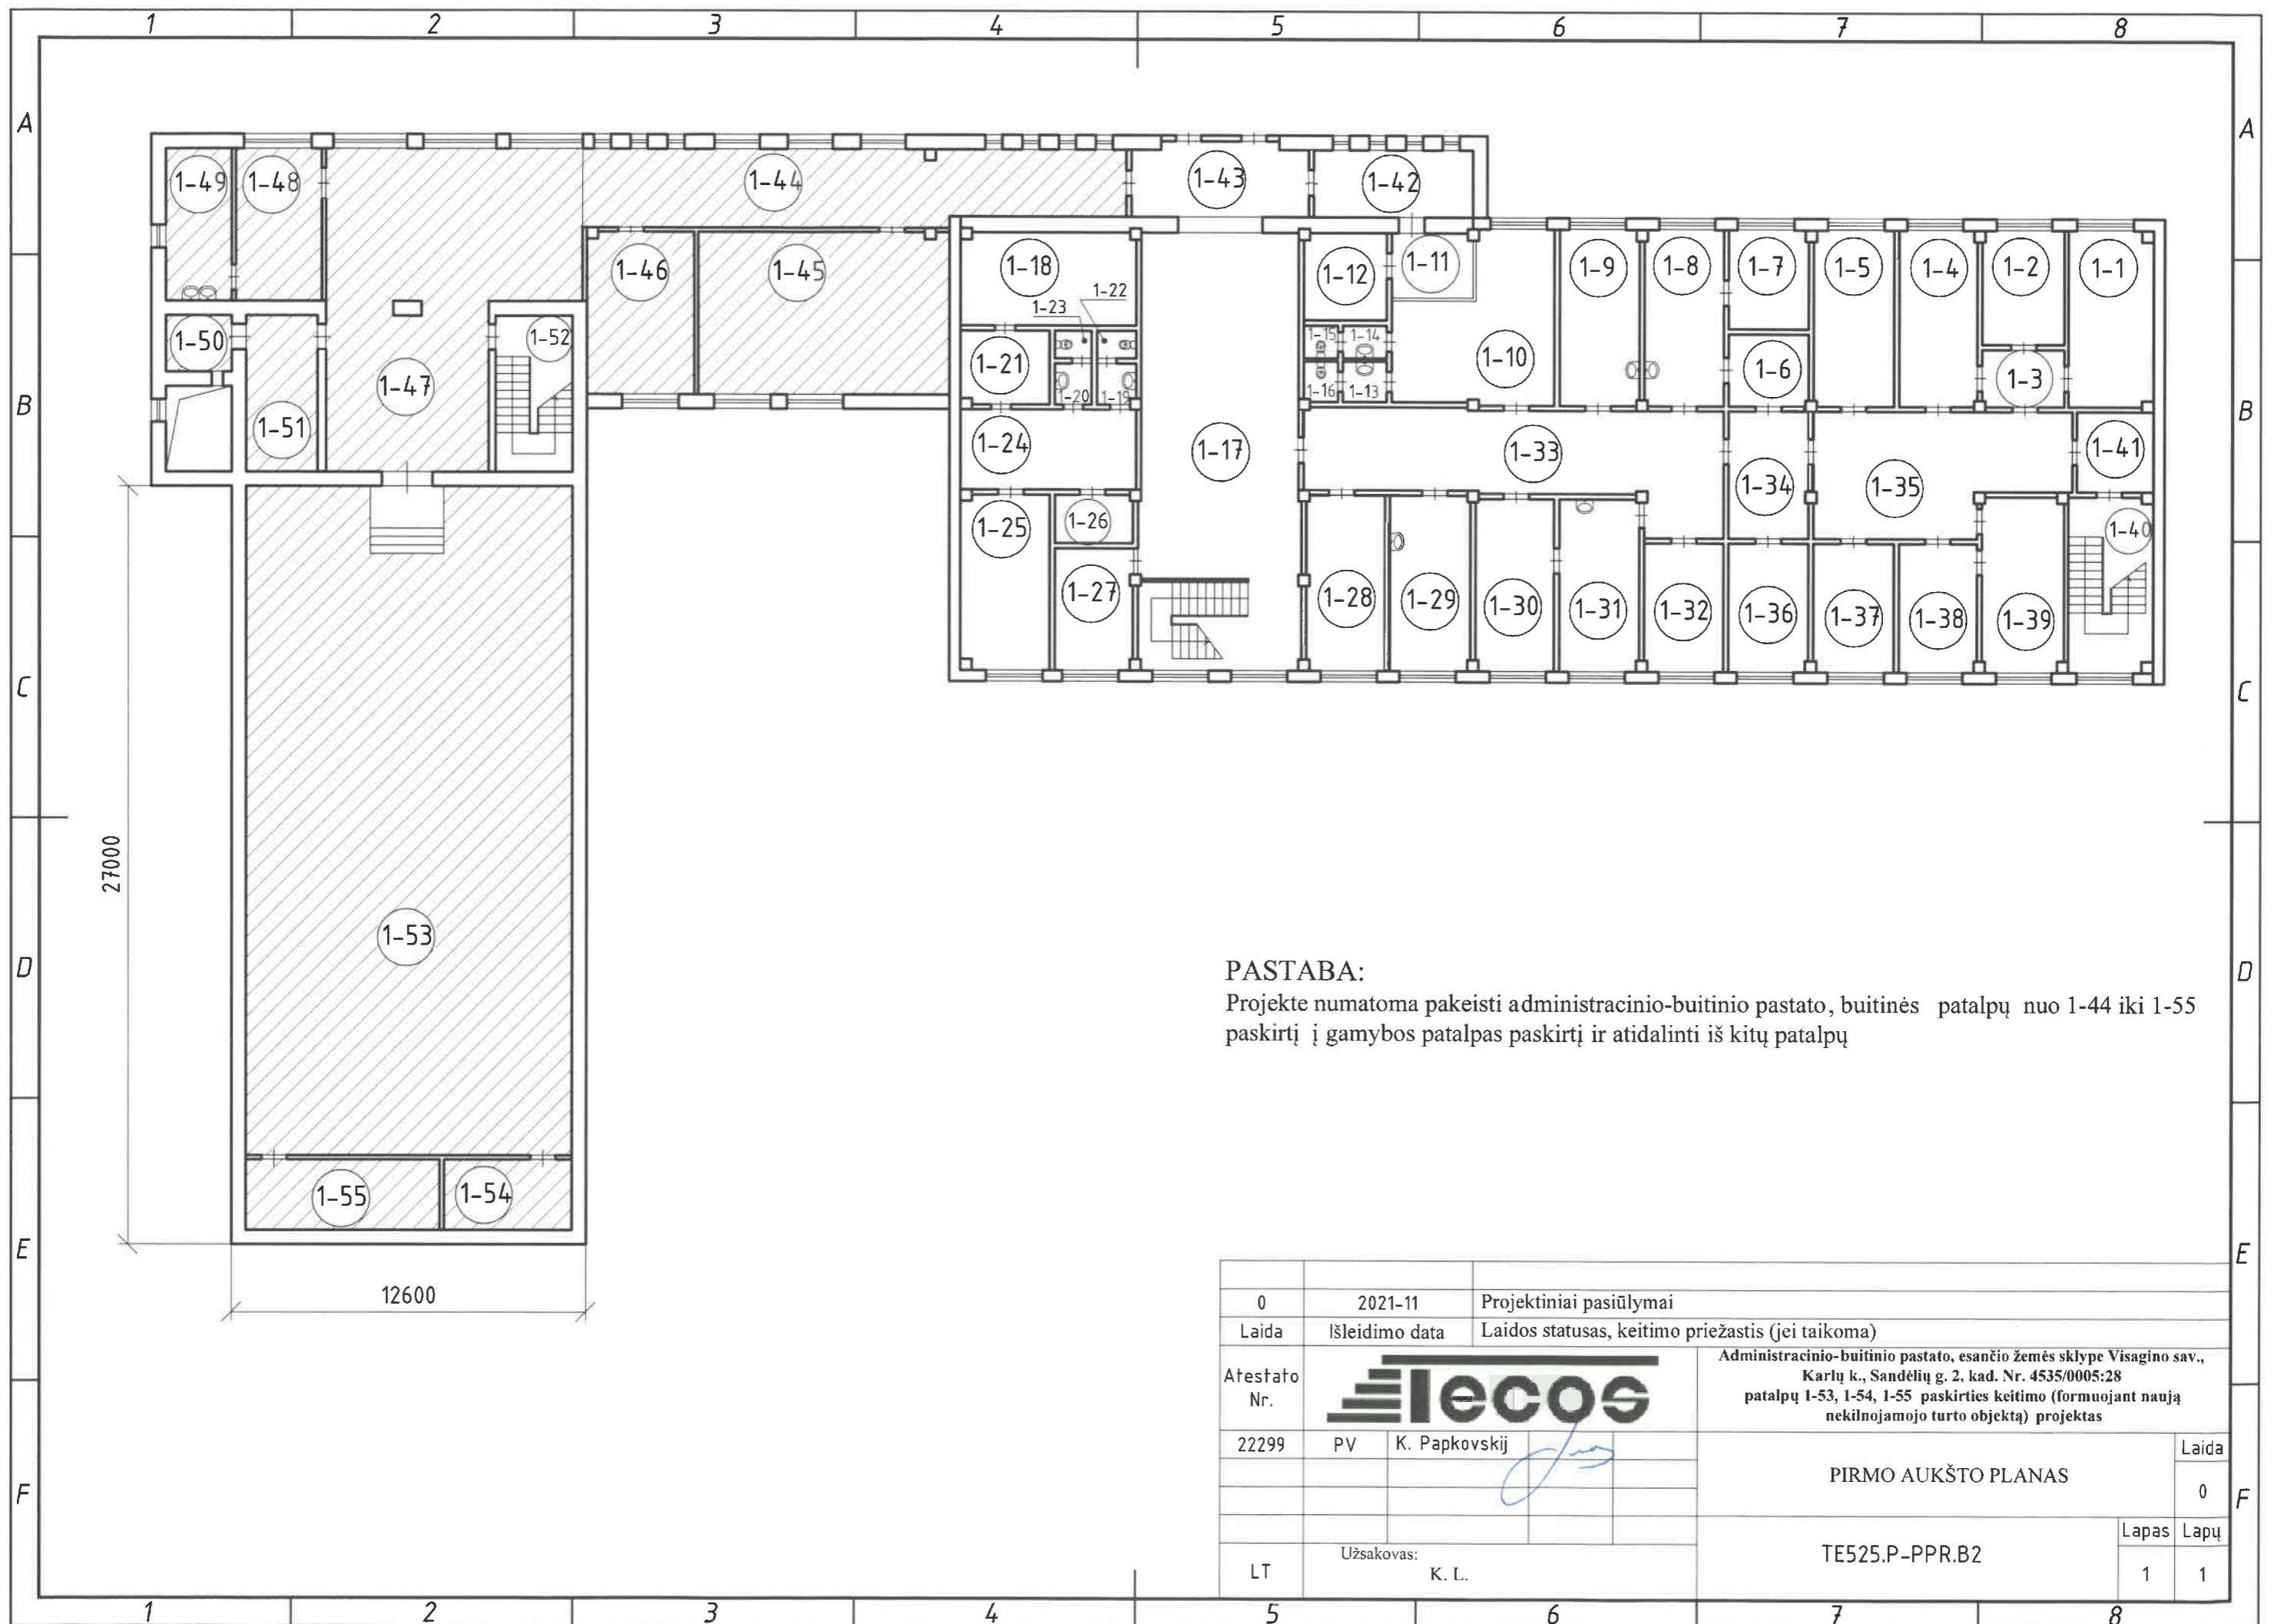 1 2 3 4 5 6 7 8
A A
B B
C C
D D
E E
F F
1-49 1-48 1-44 1-43 1-42
1-46 1-45 1-18 1-12 1-11 1-9 1-8 1-7 1-5 1-4 1-2 1-1
1-23 1-22
1-50 1-52 1-21 1-15 1-14 1-10 1-6 1-3
1-47 1-20 1-19 1-16 1-13
1-51 1-24 1-17 1-33 1-34 1-35 1-41
1-25 1-26 1-40
1-27 1-28 1-29 1-30 1-31 1-32 1-36 1-37 1-38 1-39
27000
1-53
1-55 1-54
12600
PASTABA:
Projekte numatoma pakeisti administracinio-buitinio pastato, buitinės patalpų nuo 1-44 iki 1-55
paskirtį į gamybos patalpas paskirtį ir atidalinti iš kitų patalpų
0 2021-11 Projektiniai pasiūlymai
Laida Išleidimo data Laidos statusas, keitimo priežastis (jei taikoma)
Atestato
Nr.
Tecos
Administracinio-buitinio pastato, esančio žemės sklype Visagino sav.,
Karlų k., Sandėlių g. 2, kad. Nr. 4535/0005:28
patalpų 1-53, 1-54, 1-55 paskirties keitimo (formuojant naują
nekilnojamojo turto objektą) projektas
22299 PV K. Papkovskij
PIRMO AUKŠTO PLANAS
Laida
0
TE525.P-PPR.B2
Lapas Lapų
1 1
LT
Užsakovas:
K. L.
1 2 3 4 5 6 7 8